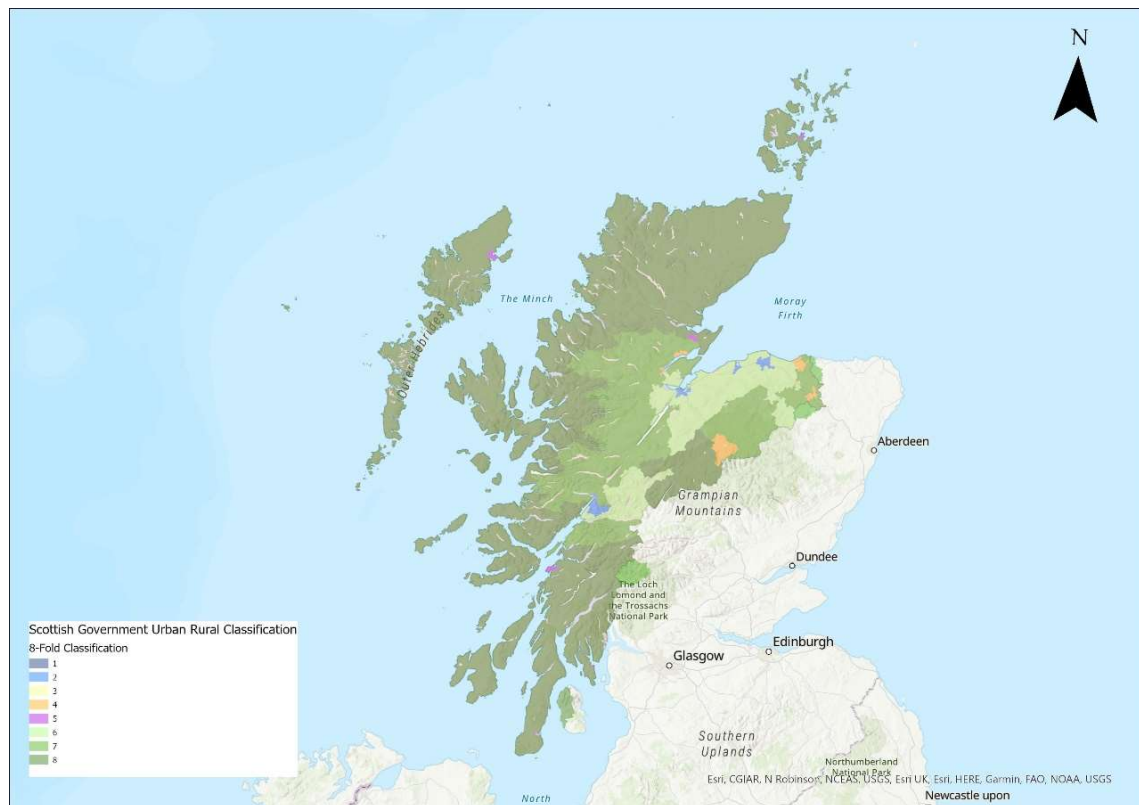 N
The Minch
Moray
Firth
Outer Hebrides
Aberdeen
Grampian
Mountains
Dundee
The Loch
Lomond and
the Trossachs
National Park
Scottish Government Urban Rural Classification
8-Fold Classification
1
2
3
4
5
6
7
8
Glasgow
Edinburgh
Southern
Uplands
Northumberland
National Park
Esri, CGIAR, N Robinson, NCEAS, USGS, Esri UK, Esri, HERE, Garmin, FAO, NOAA, USGS
North
Newcastle upon